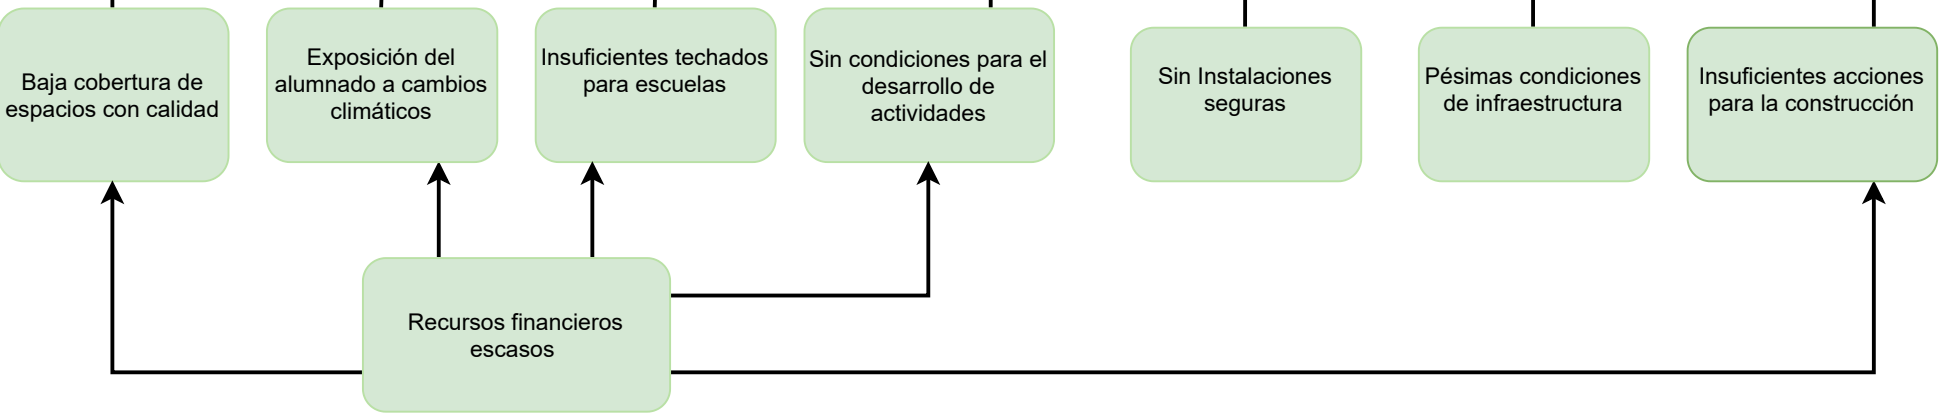 Baja cobertura de
espacios con calidad
Exposición del
alumnado a cambios
climáticos
Insuficientes techados
para escuelas
Sin condiciones para el
desarrollo de
actividades
Sin Instalaciones
seguras
Pésimas condiciones
de infraestructura
Insuficientes acciones
para la construcción
Recursos financieros
escasos